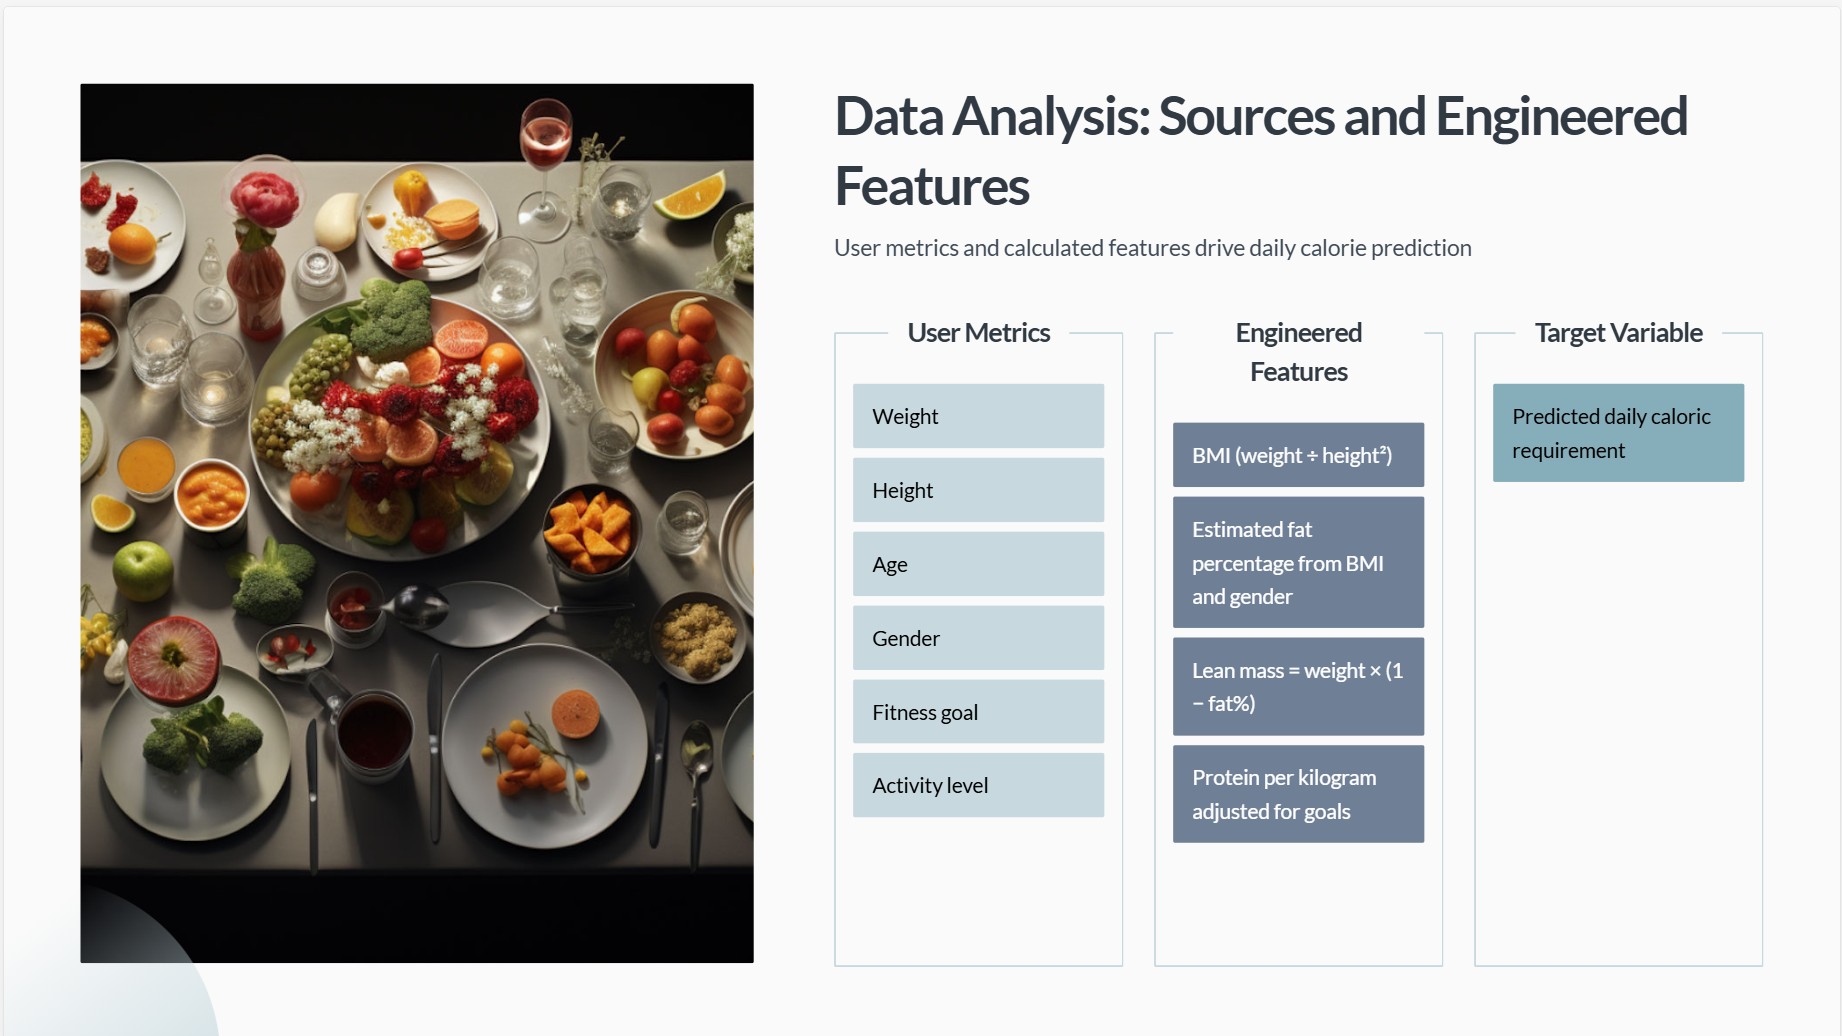 Data Analysis: Sources and Engineered
Features
User metrics and calculated features drive daily calorie prediction
User Metrics
Weight
Height
Age
Gender
Fitness goal
Activity level
Engineered
Features
BMI (weight ÷ height²)
Estimated fat
percentage from BMI
and gender
Lean mass = weight × (1
− fat%)
Protein per kilogram
adjusted for goals
Target Variable
Predicted daily caloric
requirement